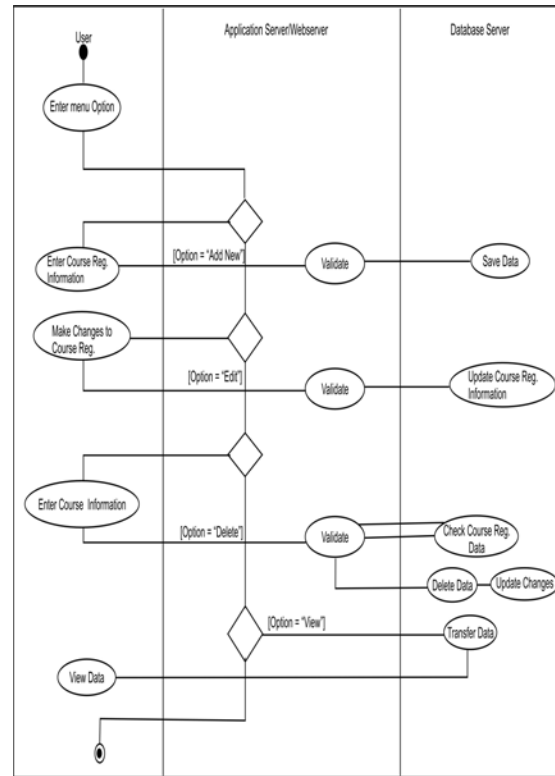 User
Application Server/Webserver
Database Server
Enter menu Option
Enter Course Reg.
Information
[Option = “Add New”]
Validate
Save Data
Make Changes to
Course Reg.
[Option = “Edit”]
Validate
Update Course Reg.
Information
Enter Course Information
[Option = “Delete”]
Validate
Check Course Reg.
Data
Delete Data
Update Changes
[Option = “View”]
Transfer Data
View Data